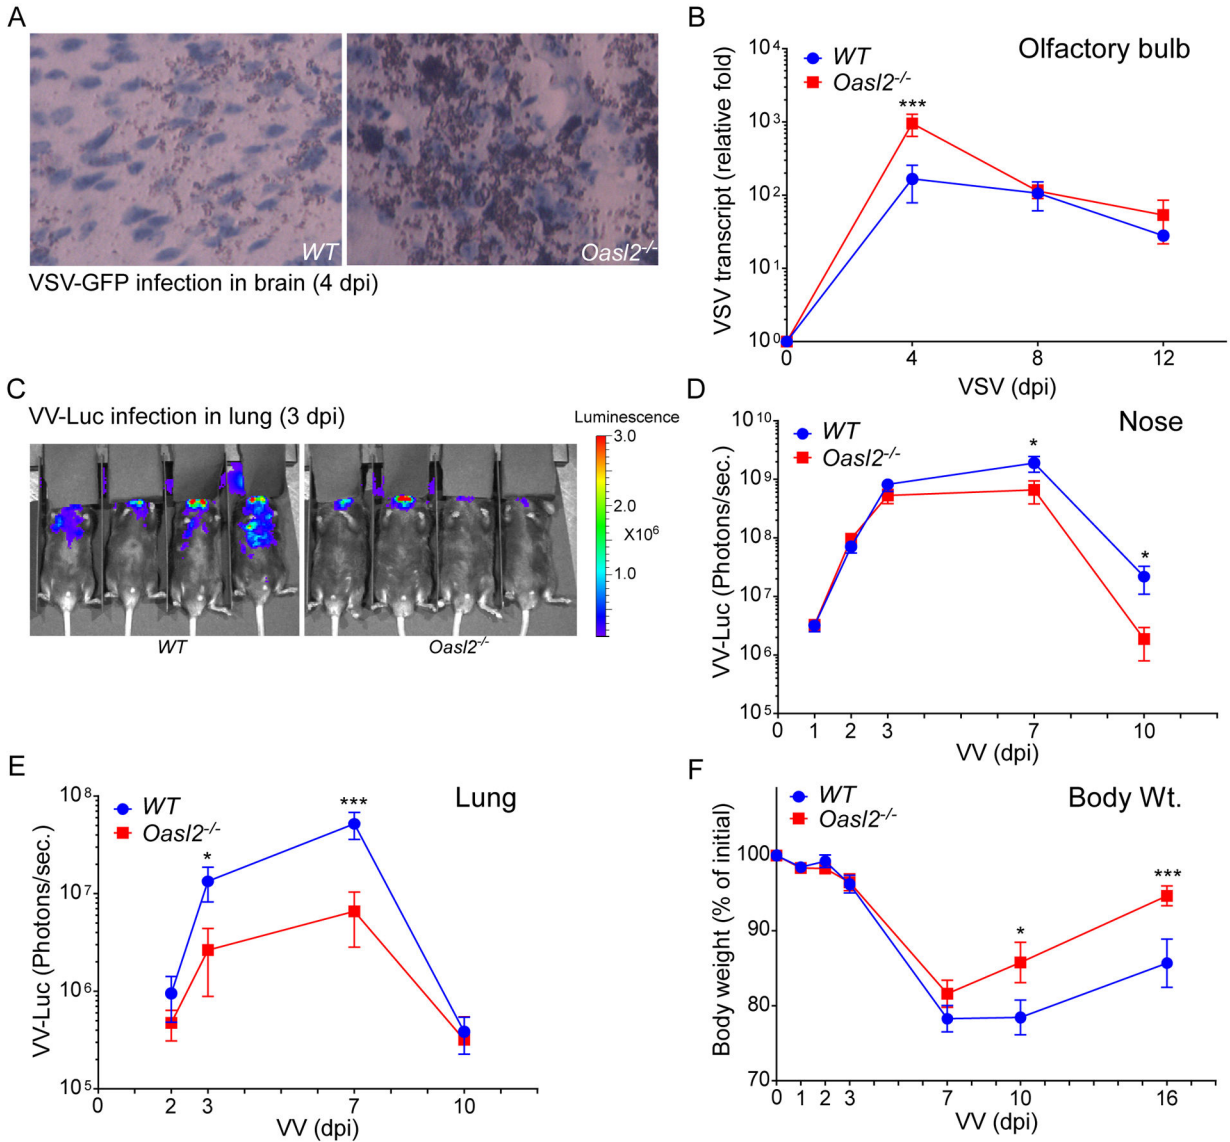 A
WT
Oasl2-/-
VSV-GFP infection in brain (4 dpi)
B
Olfactory bulb
WT
Oasl2-/-
***
VSV transcript (relative fold)
10⁴
10³
10²
10¹
10⁰
0 4 8 12
VSV (dpi)
C
VV-Luc infection in lung (3 dpi)
Luminescence
3.0
2.0
X10⁶
1.0
WT
Oasl2-/-
D
Nose
WT
Oasl2-/-
*
*
VV-Luc (Photons/sec.)
10¹⁰
10⁹
10⁸
10⁷
10⁶
10⁵
0 1 2 3 7 10
VV (dpi)
E
Lung
WT
Oasl2-/-
*
***
VV-Luc (Photons/sec.)
10⁸
10⁷
10⁶
10⁵
0 2 3 7 10
VV (dpi)
F
Body Wt.
WT
Oasl2-/-
*
***
Body weight (% of initial)
100
90
80
70
0 1 2 3 7 10 16
VV (dpi)